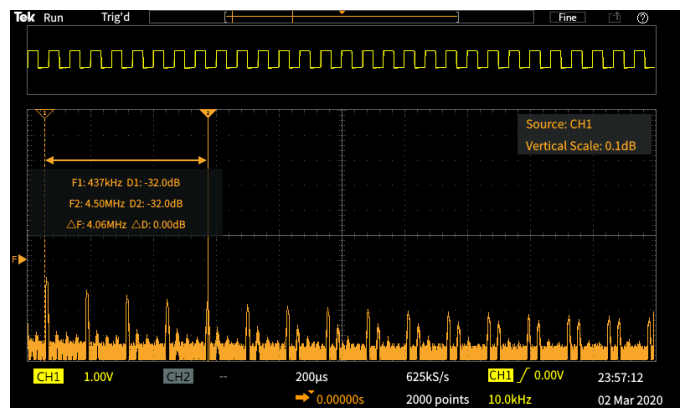 Tek Run Trig'd Fine
1 2
Source: CH1
Vertical Scale: 0.1dB
F1: 437kHz D1: -32.0dB
F2: 4.50MHz D2: -32.0dB
△F: 4.06MHz △D: 0.00dB
F
CH1 1.00V CH2 -- 200μs 625kS/s CH1 0.00V 23:57:12
0.00000s 2000 points 10.0kHz 02 Mar 2020